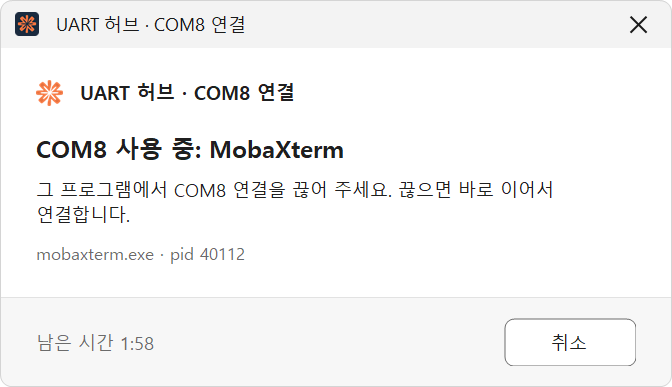 UART 허브 · COM8 연결
UART 허브 · COM8 연결
COM8 사용 중: MobaXterm
그 프로그램에서 COM8 연결을 끊어 주세요. 끊으면 바로 이어서
연결합니다.
mobaxterm.exe · pid 40112
남은 시간 1:58
취소